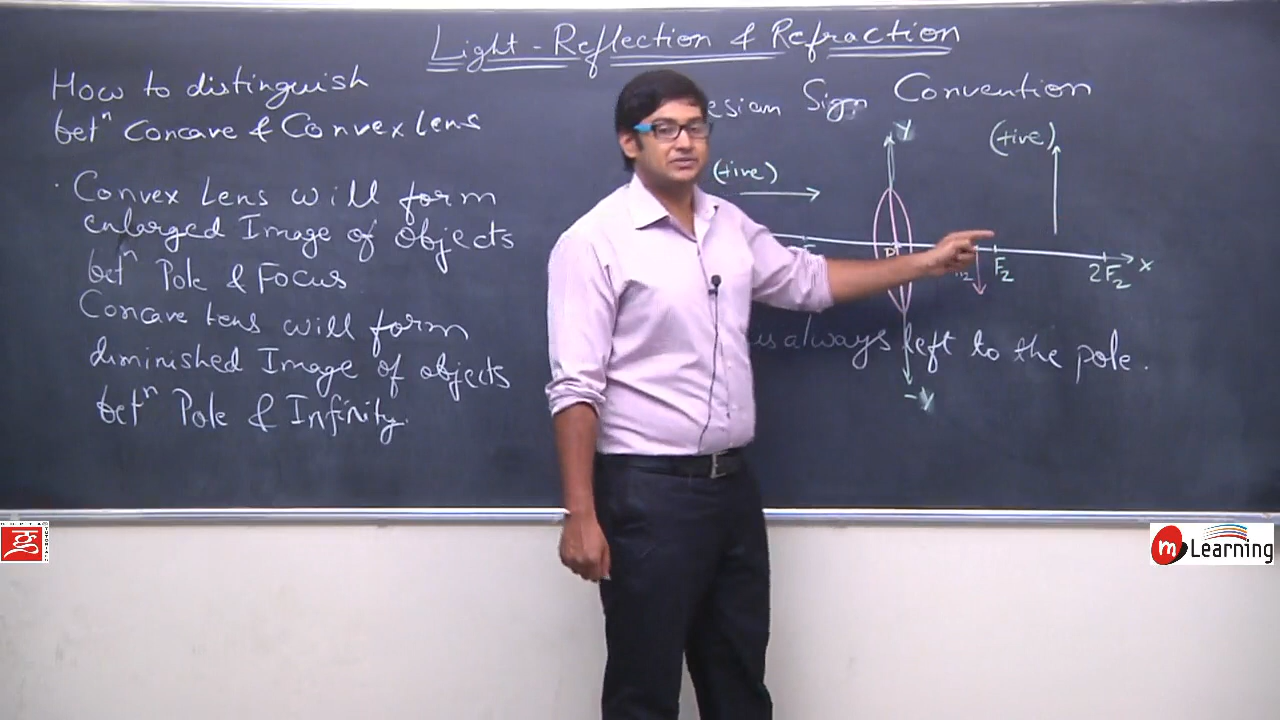 Light - Reflection & Refraction
How to distinguish
betⁿ Concave & Convex lens
· Convex Lens will form
enlarged Image of objects
betⁿ Pole & Focus
Concave lens will form
diminished Image of objects
betⁿ Pole & Infinity.
esian Sign Convention
(+ive)
(+ive)
Y
P
F₂
2F₂
X
is always left to the pole.
-Y
g
m Learning